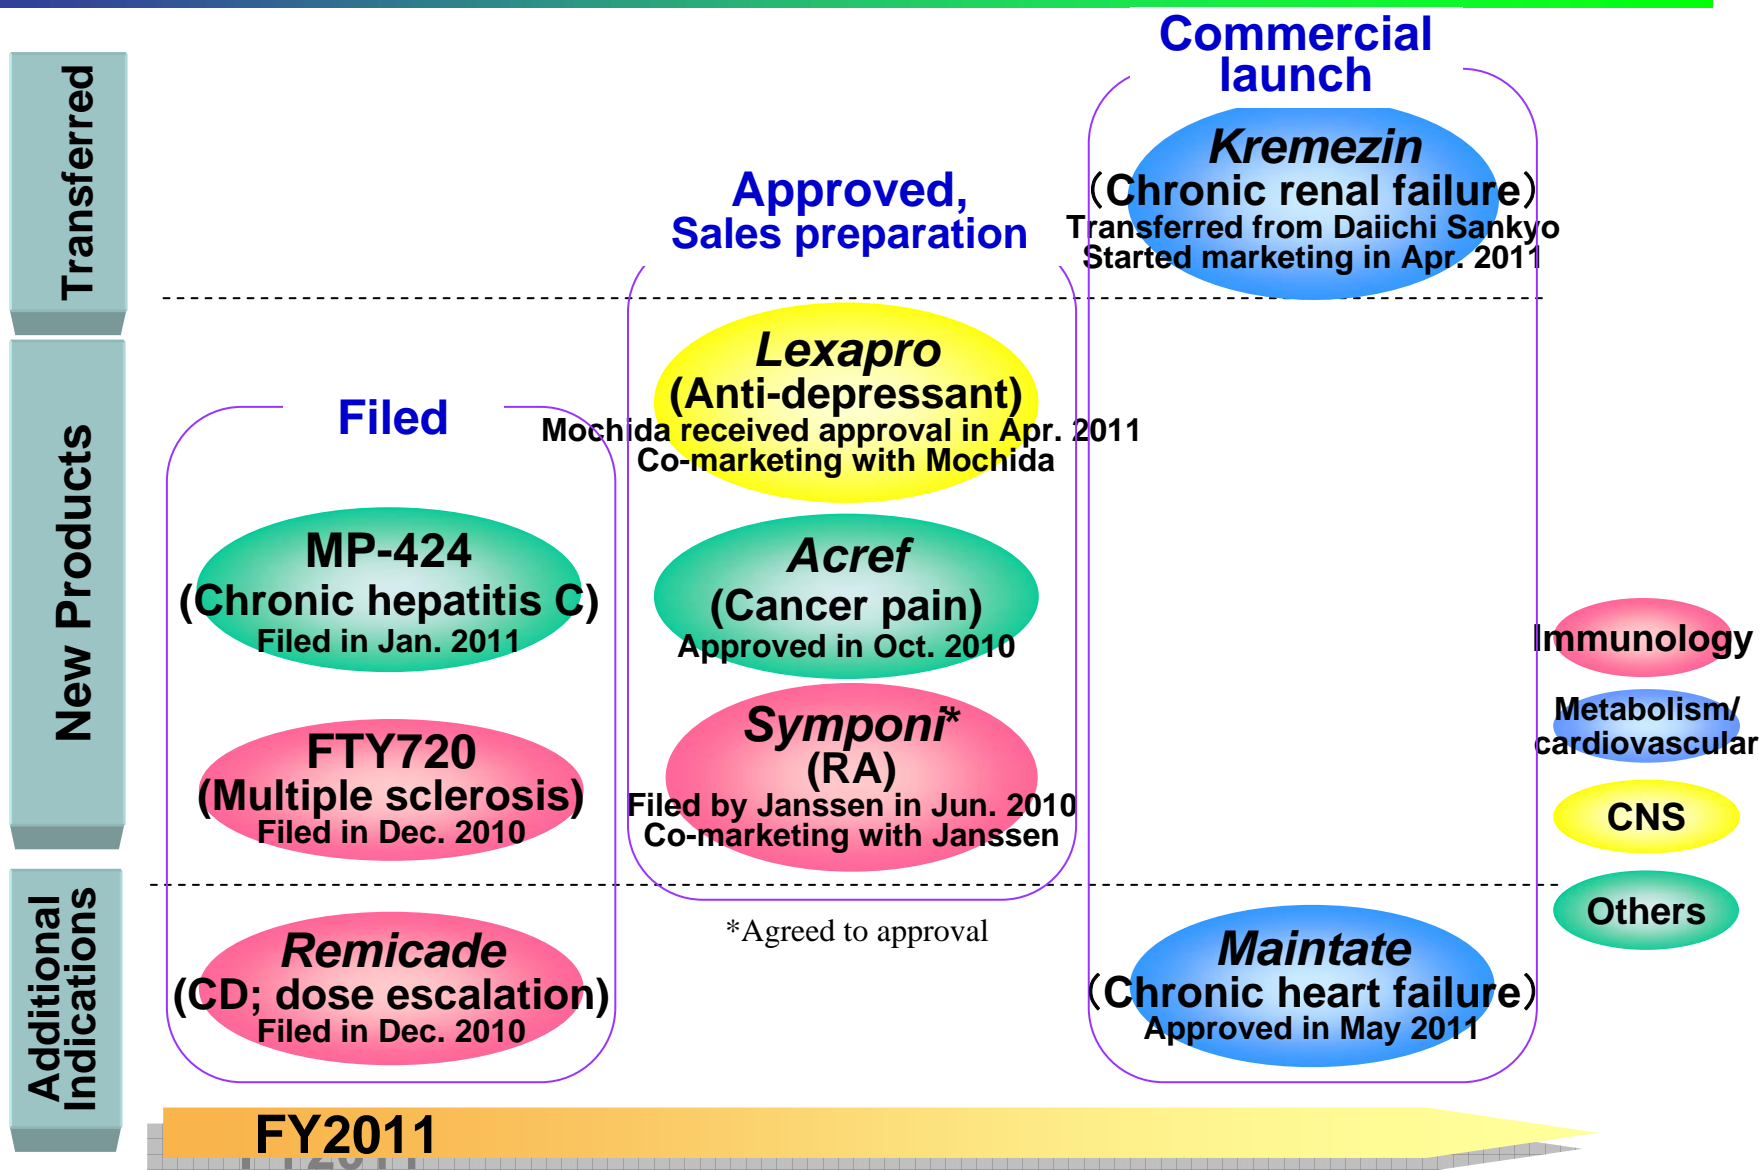 Commercial
launch
Transferred
Kremezin
（Chronic renal failure）
Transferred from Daiichi Sankyo
Started marketing in Apr. 2011
Approved,
Sales preparation
New Products
Lexapro
(Anti-depressant)
Mochida received approval in Apr. 2011
Co-marketing with Mochida
Filed
MP-424
(Chronic hepatitis C)
Filed in Jan. 2011
Acref
(Cancer pain)
Approved in Oct. 2010
FTY720
(Multiple sclerosis)
Filed in Dec. 2010
Symponi*
(RA)
Filed by Janssen in Jun. 2010
Co-marketing with Janssen
Immunology
Metabolism/
cardiovascular
CNS
Others
Additional
Indications
Remicade
(CD; dose escalation)
Filed in Dec. 2010
*Agreed to approval
Maintate
（Chronic heart failure）
Approved in May 2011
FY2011